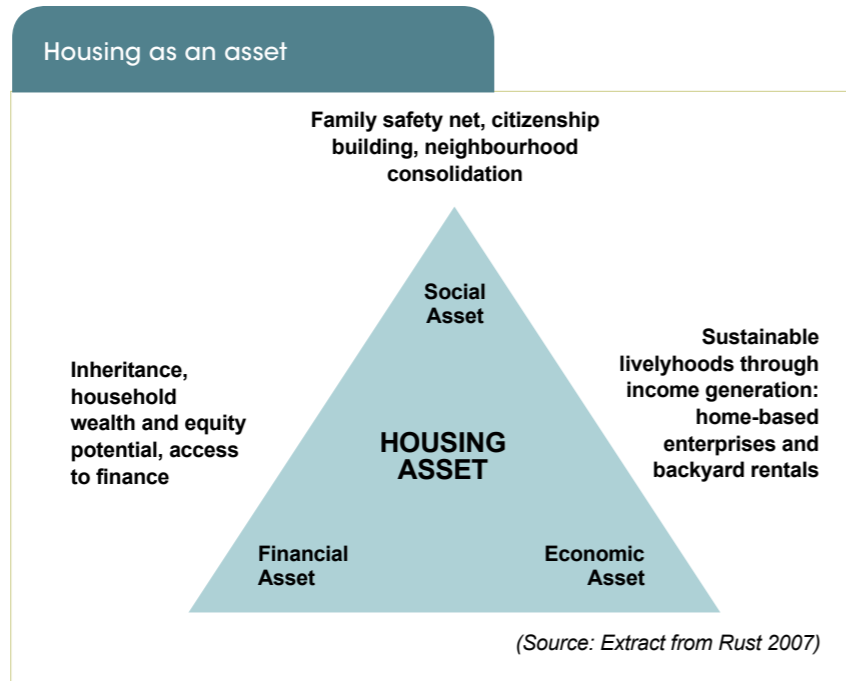 Housing as an asset
Family safety net, citizenship
building, neighbourhood
consolidation
Social
Asset
Inheritance,
household
wealth and equity
potential, access
to finance
Sustainable
livelyhoods through
income generation:
home-based
enterprises and
backyard rentals
HOUSING
ASSET
Financial
Asset
Economic
Asset
(Source: Extract from Rust 2007)